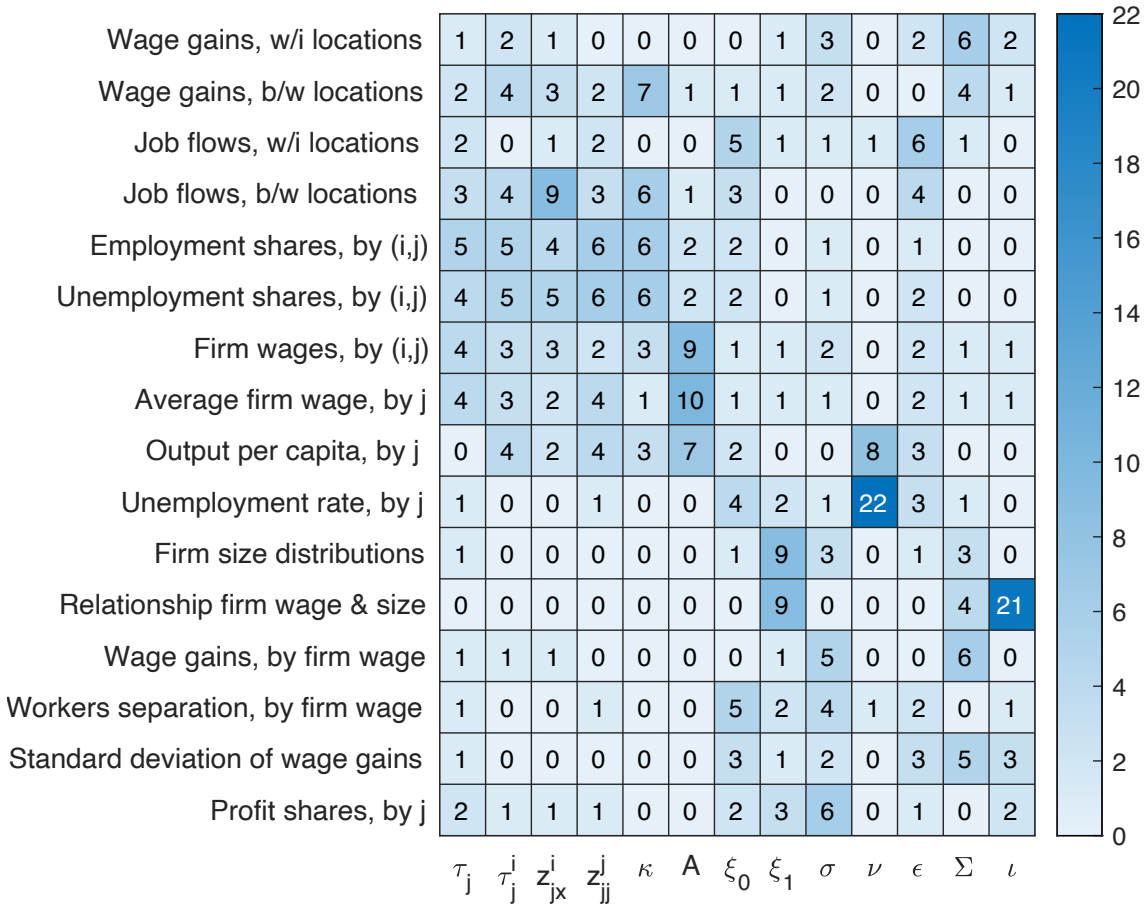 Wage gains, w/i locations 1 2 1 0 0 0 0 1 3 0 2 6 2
Wage gains, b/w locations 2 4 3 2 7 1 1 1 2 0 0 4 1
Job flows, w/i locations 2 0 1 2 0 0 5 1 1 1 6 1 0
Job flows, b/w locations 3 4 9 3 6 1 3 0 0 0 4 0 0
Employment shares, by (i,j) 5 5 4 6 6 2 2 0 1 0 1 0 0
Unemployment shares, by (i,j) 4 5 5 6 6 2 2 0 1 0 2 0 0
Firm wages, by (i,j) 4 3 3 2 3 9 1 1 2 0 2 1 1
Average firm wage, by j 4 3 2 4 1 10 1 1 1 0 2 1 1
Output per capita, by j 0 4 2 4 3 7 2 0 0 8 3 0 0
Unemployment rate, by j 1 0 0 1 0 0 4 2 1 22 3 1 0
Firm size distributions 1 0 0 0 0 0 1 9 3 0 1 3 0
Relationship firm wage & size 0 0 0 0 0 0 0 9 0 0 0 4 21
Wage gains, by firm wage 1 1 1 0 0 0 0 1 5 0 0 6 0
Workers separation, by firm wage 1 0 0 1 0 0 5 2 4 1 2 0 1
Standard deviation of wage gains 1 0 0 0 0 0 3 1 2 0 3 5 3
Profit shares, by j 2 1 1 1 0 0 2 3 6 0 1 0 2
τ_j τ_j^i z_jx^i z_jj^j κ A ξ_0 ξ_1 σ ν ϵ Σ ι
22
20
18
16
14
12
10
8
6
4
2
0